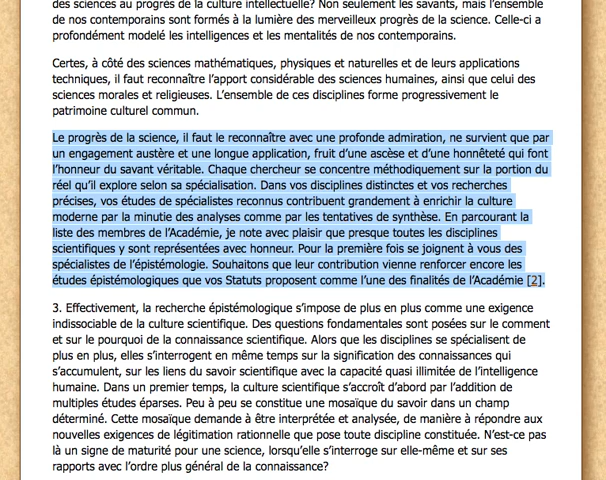 des sciences au progrès de la culture intellectuelle? Non seulement les savants, mais l’ensemble
de nos contemporains sont formés à la lumière des merveilleux progrès de la science. Celle-ci a
profondément modelé les intelligences et les mentalités de nos contemporains.
Certes, à côté des sciences mathématiques, physiques et naturelles et de leurs applications
techniques, il faut reconnaître l’apport considérable des sciences humaines, ainsi que celui des
sciences morales et religieuses. L’ensemble de ces disciplines forme progressivement le
patrimoine culturel commun.
Le progrès de la science, il faut le reconnaître avec une profonde admiration, ne survient que par
un engagement austère et une longue application, fruit d’une ascèse et d’une honnêteté qui font
l’honneur du savant véritable. Chaque chercheur se concentre méthodiquement sur la portion du
réel qu’il explore selon sa spécialisation. Dans vos disciplines distinctes et vos recherches
précises, vos études de spécialistes reconnus contribuent grandement à enrichir la culture
moderne par la minutie des analyses comme par les tentatives de synthèse. En parcourant la
liste des membres de l’Académie, je note avec plaisir que presque toutes les disciplines
scientifiques y sont représentées avec honneur. Pour la première fois se joignent à vous des
spécialistes de l’épistémologie. Souhaitons que leur contribution vienne renforcer encore les
études épistémologiques que vos Statuts proposent comme l’une des finalités de l’Académie [2].
3. Effectivement, la recherche épistémologique s’impose de plus en plus comme une exigence
indissociable de la culture scientifique. Des questions fondamentales sont posées sur le comment
et sur le pourquoi de la connaissance scientifique. Alors que les disciplines se spécialisent de
plus en plus, elles s’interrogent en même temps sur la signification des connaissances qui
s’accumulent, sur les liens du savoir scientifique avec la capacité quasi illimitée de l’intelligence
humaine. Dans un premier temps, la culture scientifique s’accroît d’abord par l’addition de
multiples études éparses. Peu à peu se constitue une mosaïque du savoir dans un champ
déterminé. Cette mosaïque demande à être interprétée et analysée, de manière à répondre aux
nouvelles exigences de légitimation rationnelle que pose toute discipline constituée. N’est-ce pas
là un signe de maturité pour une science, lorsqu’elle s’interroge sur elle-même et sur ses
rapports avec l’ordre plus général de la connaissance?